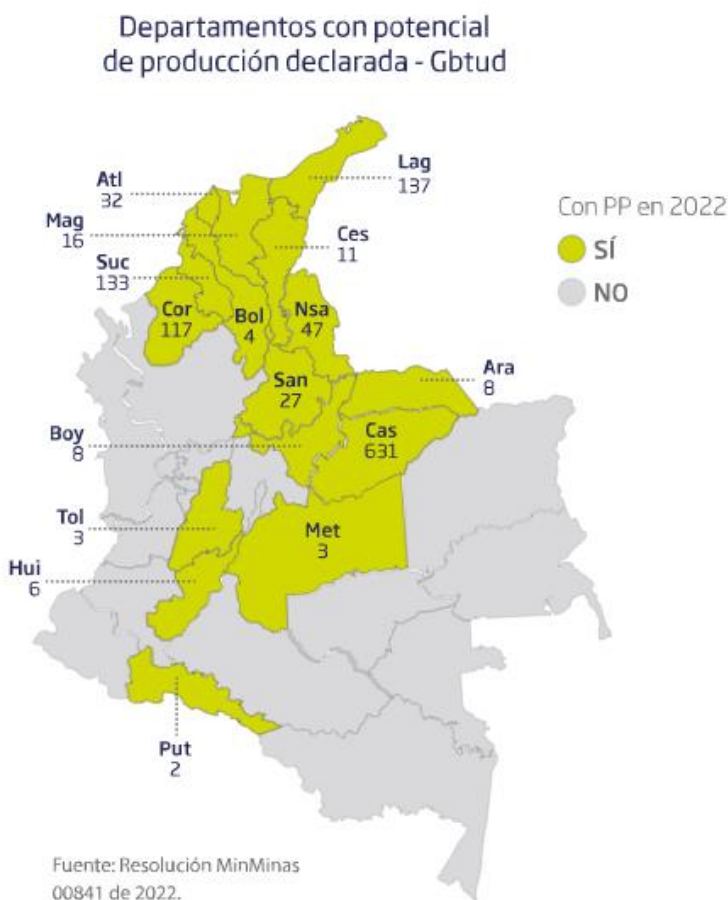 Departamentos con potencial
de producción declarada - Gbtud
Lag
137
Atl
32
Con PP en 2022
Mag
16
Ces
11
SÍ
Suc
133
NO
Cor
117
Bol
4
Nsa
47
Ara
8
San
27
Boy
8
Cas
631
Tol
3
Met
3
Hui
6
Put
2
Fuente: Resolución MinMinas
00841 de 2022.